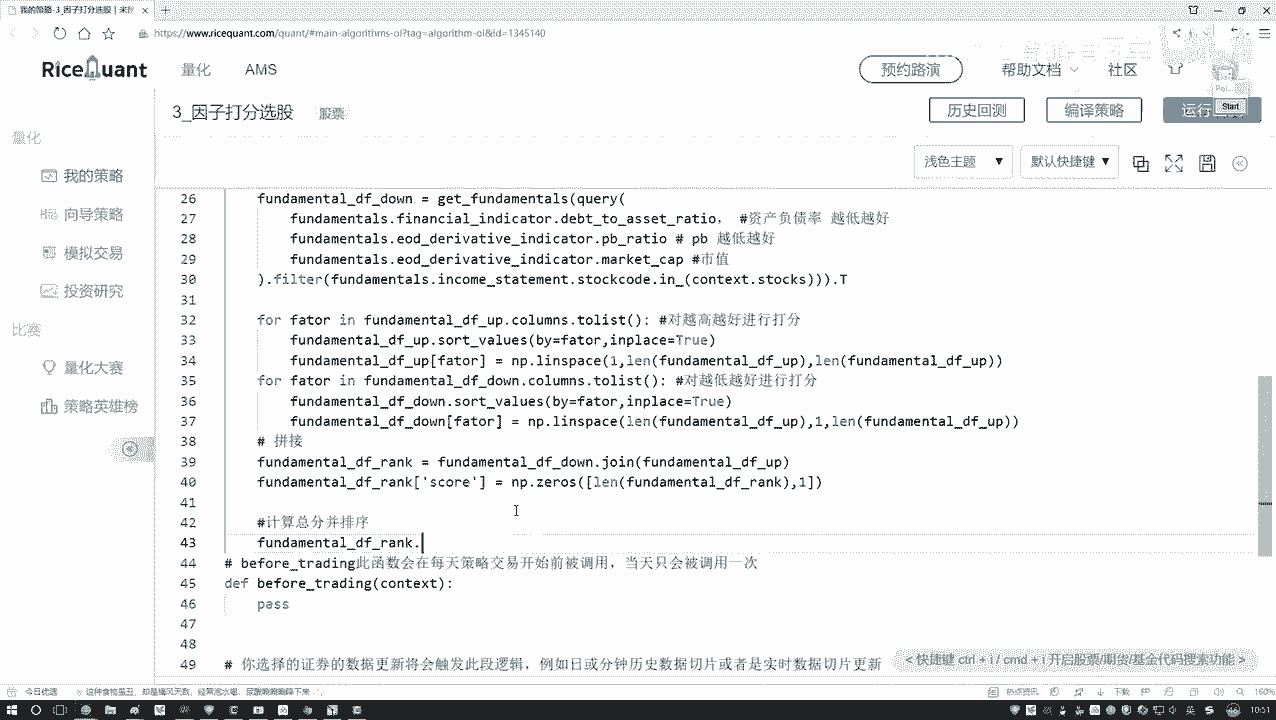 我的策略-3_因子打分选股 | 米
https://www.ricequant.com/quant/#main-algorithms-ol?tag=algorithm-ol&id=1345140
RiceQuant 量化 AMS 预约路演 帮助文档 社区
3_因子打分选股 股票 历史回测 编译策略 运行
Start.
浅色主题 ▼ 默认快捷键 ▼
量化
我的策略
向导策略
模拟交易
投资研究
比赛
量化大赛
策略英雄榜
26 fundamental_df_down = get_fundamentals(query(
27 fundamentals.financial_indicator.debt_to_asset_ratio, #资产负债率 越低越好
28 fundamentals.eod_derivative_indicator.pb_ratio # pb 越低越好
29 fundamentals.eod_derivative_indicator.market_cap #市值
30 ).filter(fundamentals.income_statement.stockcode.in_(context.stocks))).T
31
32 for fator in fundamental_df_up.columns.tolist(): #对越高越好进行打分
33 fundamental_df_up.sort_values(by=fator,inplace=True)
34 fundamental_df_up[fator] = np.linspace(1,len(fundamental_df_up),len(fundamental_df_up))
35 for fator in fundamental_df_down.columns.tolist(): #对越低越好进行打分
36 fundamental_df_down.sort_values(by=fator,inplace=True)
37 fundamental_df_down[fator] = np.linspace(len(fundamental_df_up),1,len(fundamental_df_up))
38 # 拼接
39 fundamental_df_rank = fundamental_df_down.join(fundamental_df_up)
40 fundamental_df_rank['score'] = np.zeros([len(fundamental_df_rank),1])
41
42 #计算总分并排序
43 fundamental_df_rank.
44 # before_trading此函数会在每天策略交易开始前被调用，当天只会被调用一次
45 def before_trading(context):
46 pass
47
48
49 # 你选择的证券的数据更新将会触发此段逻辑，例如日或分钟历史数据切片或者是实时数据切片更新
< 快捷键 ctrl + i / cmd + i 开启股票/期货/基金代码搜索功能 >
今日优选 热点资讯 下载 160%
英 10:51